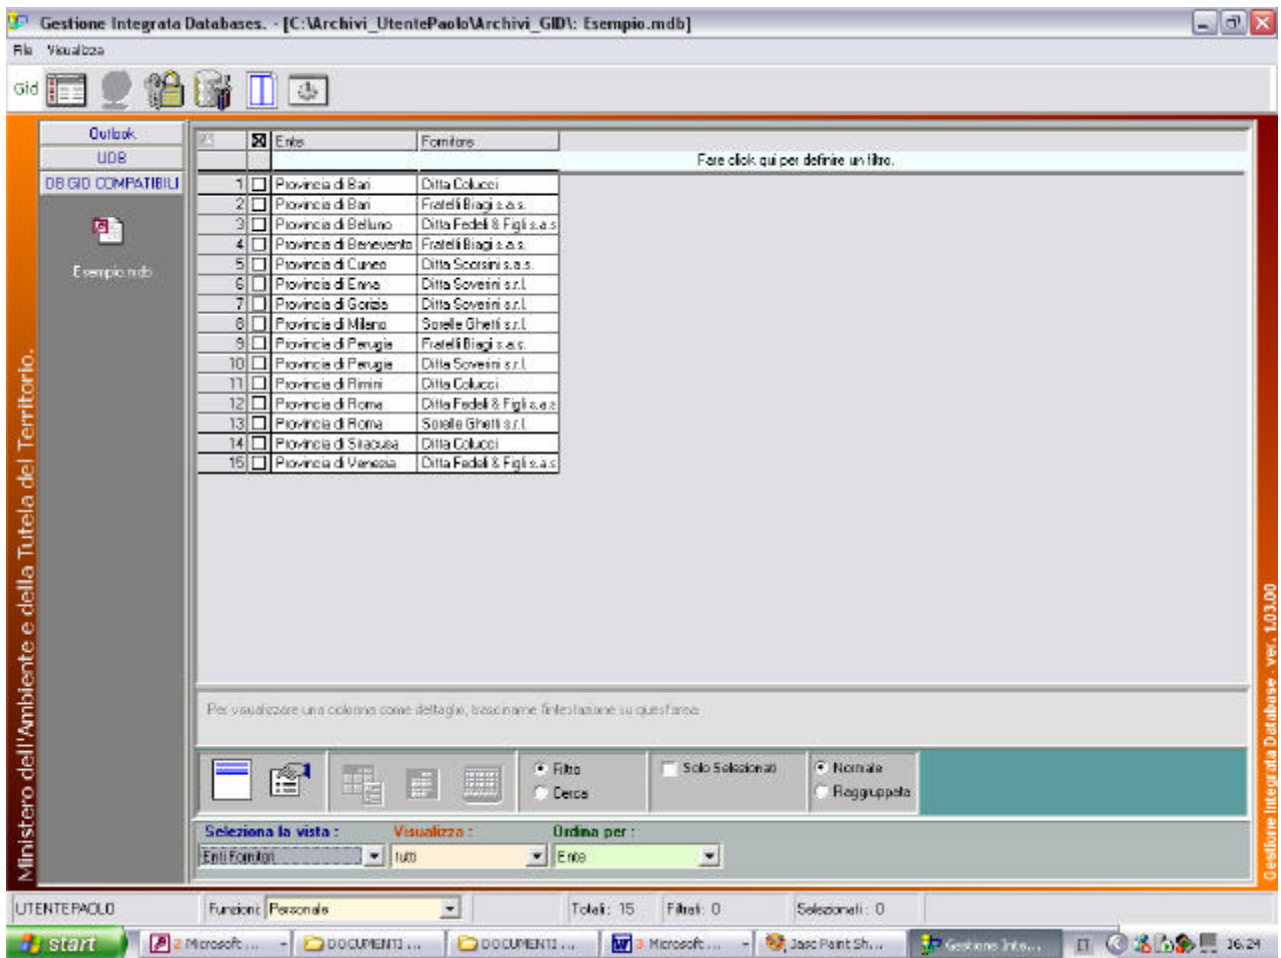 Gestione Integrata Databases. - [C:\Archivi_UtentePaolo\Archivi_GID\: Esempio.mdb]
File Visualizza
Gid
Outlook
UDB
DB GID COMPATIBILI
Esempio.mdb
Ente Fornitore
Fare click qui per definire un filtro.
1 Provincia di Bari Ditta Colucci
2 Provincia di Bari Fratelli Biagi s.a.s.
3 Provincia di Belluno Ditta Fedeli & Figli s.a.s
4 Provincia di Benevento Fratelli Biagi s.a.s.
5 Provincia di Cuneo Ditta Scorsini s.a.s.
6 Provincia di Enna Ditta Soverini s.r.l.
7 Provincia di Gorizia Ditta Soverini s.r.l.
8 Provincia di Milano Sorelle Ghetti s.r.l.
9 Provincia di Perugia Fratelli Biagi s.a.s.
10 Provincia di Perugia Ditta Soverini s.r.l.
11 Provincia di Rimini Ditta Colucci
12 Provincia di Roma Ditta Fedeli & Figli s.a.s
13 Provincia di Roma Sorelle Ghetti s.r.l.
14 Provincia di Siracusa Ditta Colucci
15 Provincia di Venezia Ditta Fedeli & Figli s.a.s
Ministero dell'Ambiente e della Tutela del Territorio.
Gestione Integrata Database - ver. 1.03.00
Per visualizzare una colonna come dettaglio, trascinarne l'intestazione su quest'area.
Filtro
Cerca
Solo Selezionati
Normale
Raggruppata
Seleziona la vista : Visualizza : Ordina per :
Enti Fornitori tutti Ente
UTENTEPAOLO Funzioni: Personale Totali: 15 Filtrati: 0 Selezionati: 0
start 2 Microsoft ... DOCUMENTI ... DOCUMENTI ... 3 Microsoft ... Jasc Paint Sh... Gestione Inte... IT 16.24